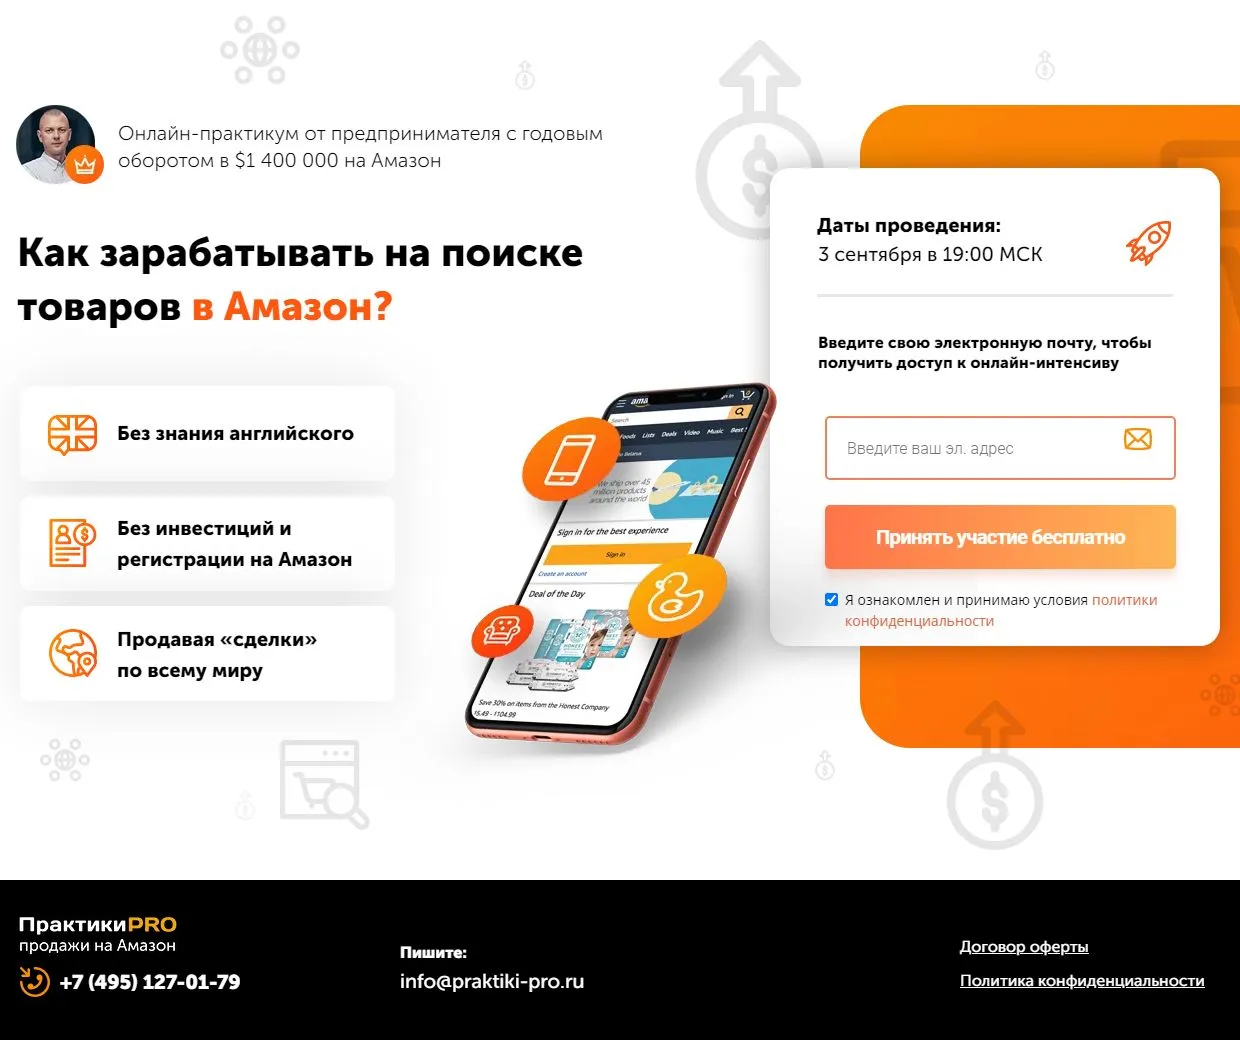 Онлайн-практикум от предпринимателя с годовым
оборотом в $1 400 000 на Амазон
Как зарабатывать на поиске
товаров в Амазон?
Без знания английского
Без инвестиций и
регистрации на Амазон
Продавая «сделки»
по всему миру
ama
Search
Lists
Deals
Video
Music
We ship over 45
million products
around the world
Sign in for the best experience
Sign in
Create an account
Deal of the Day
HONEST
Save 30% on items from the Honest Company
$5.49 - $104.99
Даты проведения:
3 сентября в 19:00 МСК
Введите свою электронную почту, чтобы
получить доступ к онлайн-интенсиву
Введите ваш эл. адрес
Принять участие бесплатно
Я ознакомлен и принимаю условия политики
конфиденциальности
ПрактикиPRO
продажи на Амазон
+7 (495) 127-01-79
Пишите:
info@praktiki-pro.ru
Договор оферты
Политика конфиденциальности